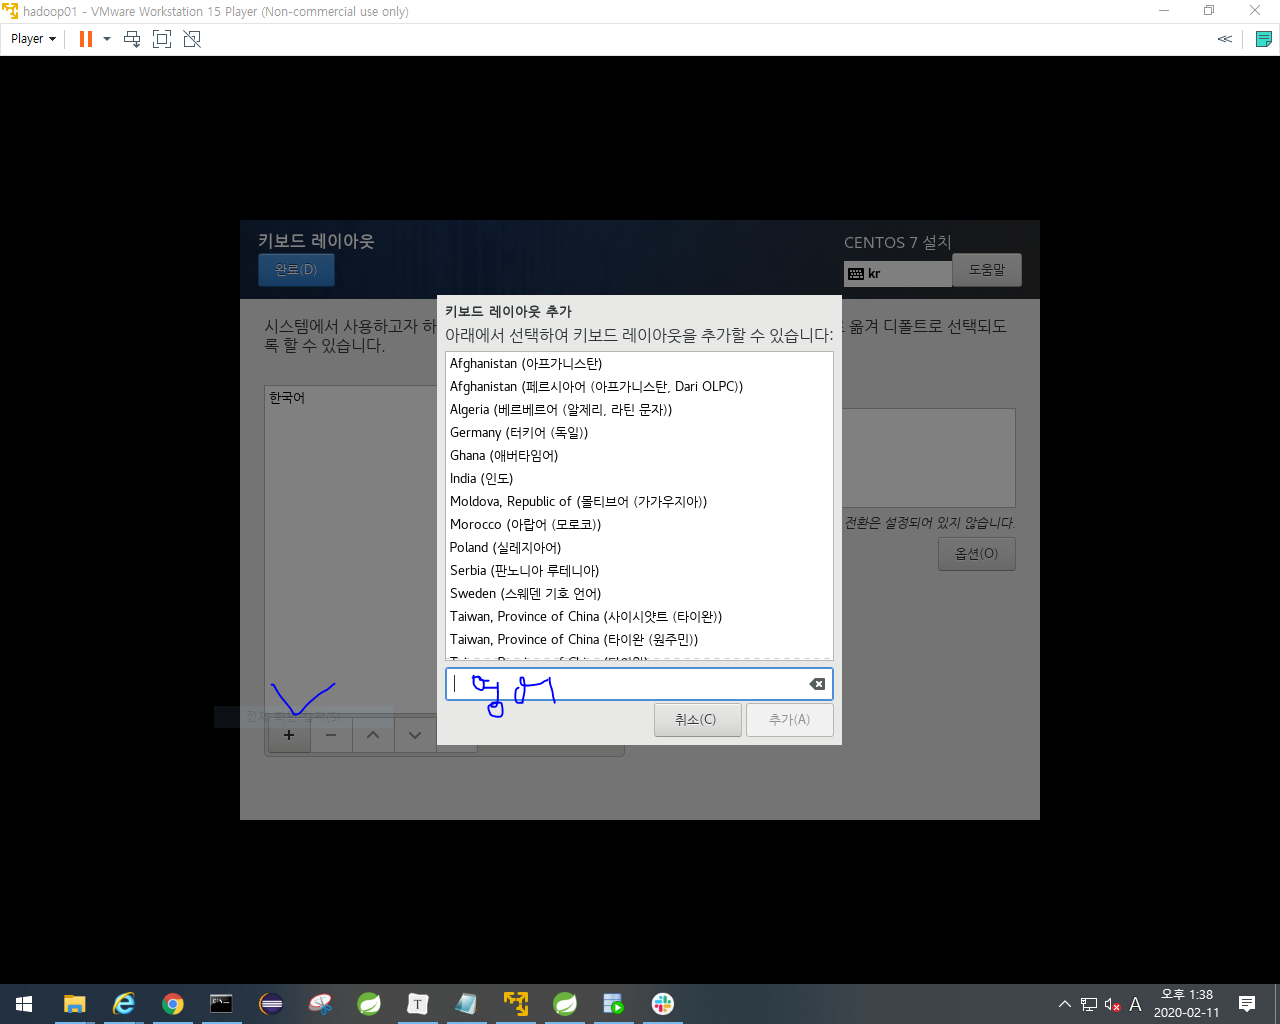 hadoop01 - VMware Workstation 15 Player (Non-commercial use only)
Player
키보드 레이아웃
CENTOS 7 설치
완료(D)
kr
도움말
시스템에서 사용하고자 하
옮겨 디폴트로 선택되도
록 할 수 있습니다.
한국어
전환은 설정되어 있지 않습니다.
옵션(O)
키보드 레이아웃 추가
아래에서 선택하여 키보드 레이아웃을 추가할 수 있습니다:
Afghanistan (아프가니스탄)
Afghanistan (페르시아어 (아프가니스탄, Dari OLPC))
Algeria (베르베르어 (알제리, 라틴 문자))
Germany (터키어 (독일))
Ghana (애버타임어)
India (인도)
Moldova, Republic of (몰티브어 (가가우지아))
Morocco (아랍어 (모로코))
Poland (실레지아어)
Serbia (판노니아 루테니아)
Sweden (스웨덴 기호 언어)
Taiwan, Province of China (사이시얏트 (타이완))
Taiwan, Province of China (타이완 (원주민))
영어
취소(C)
추가(A)
A
오후 1:38
2020-02-11